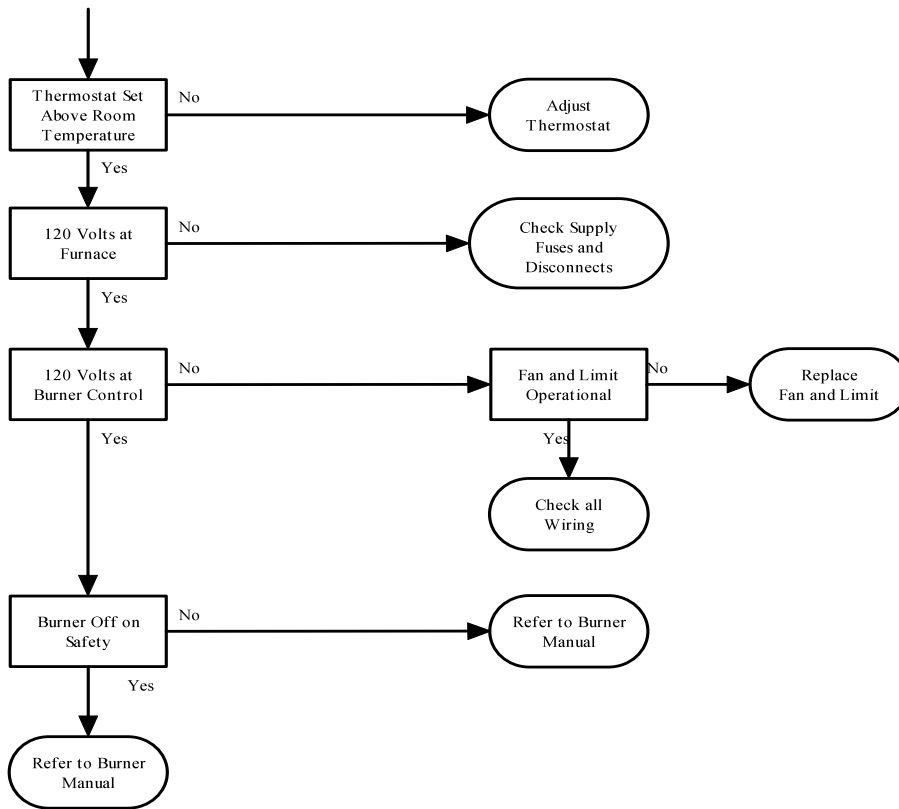 Thermostat Set
Above Room
Temperature
No
Adjust
Thermostat
Yes
120 Volts at
Furnace
No
Check Supply
Fuses and
Disconnects
Yes
120 Volts at
Burner Control
No
Fan and Limit
Operational
No
Replace
Fan and Limit
Yes
Yes
Check all
Wiring
Burner Off on
Safety
No
Refer to Burner
Manual
Yes
Refer to Burner
Manual